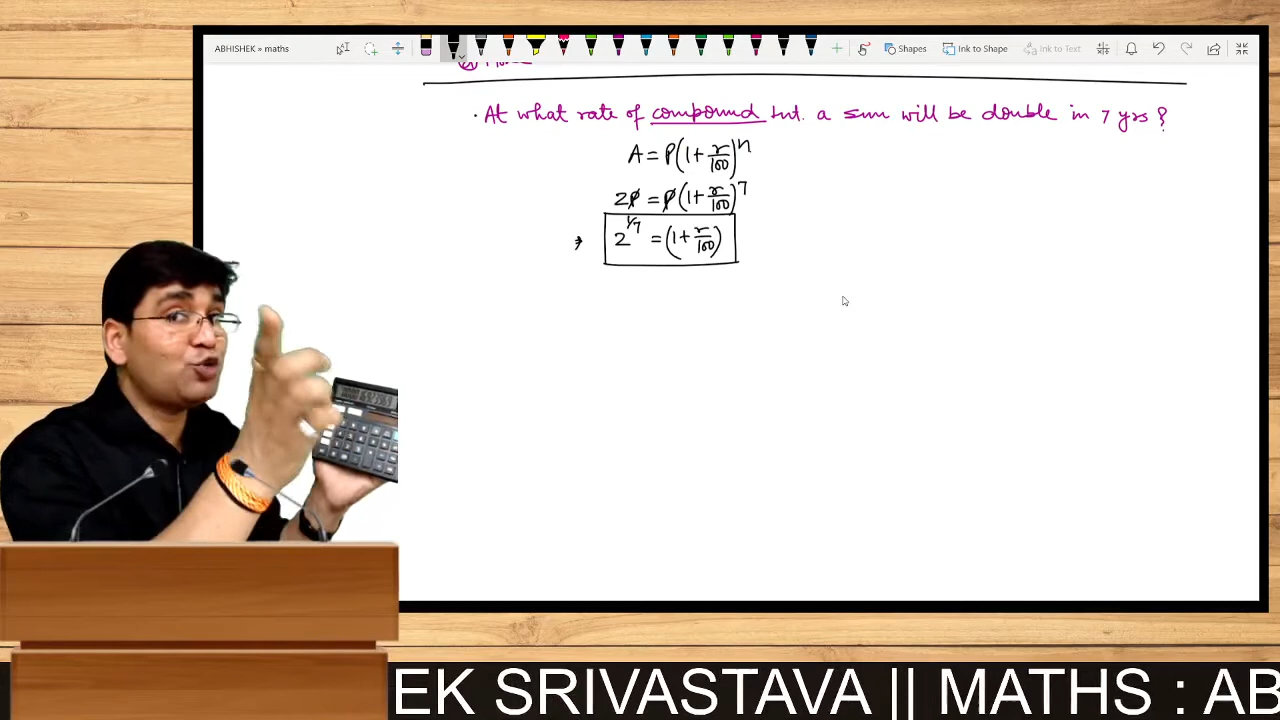 ABHISHEK » maths
Shapes
Ink to Shape
Ink to Text
· At what rate of compound Int. a sum will be double in 7 yrs ?
A = P(1 + r/100)^n
2P = P(1 + r/100)^7
⇒ 2^1/7 = (1 + r/100)
EK SRIVASTAVA || MATHS : AB